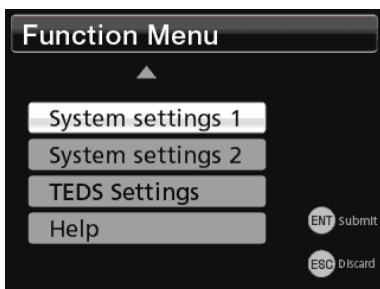 Function Menu
System settings 1
System settings 2
TEDS Settings
Help
ENT Submit
ESC Discard